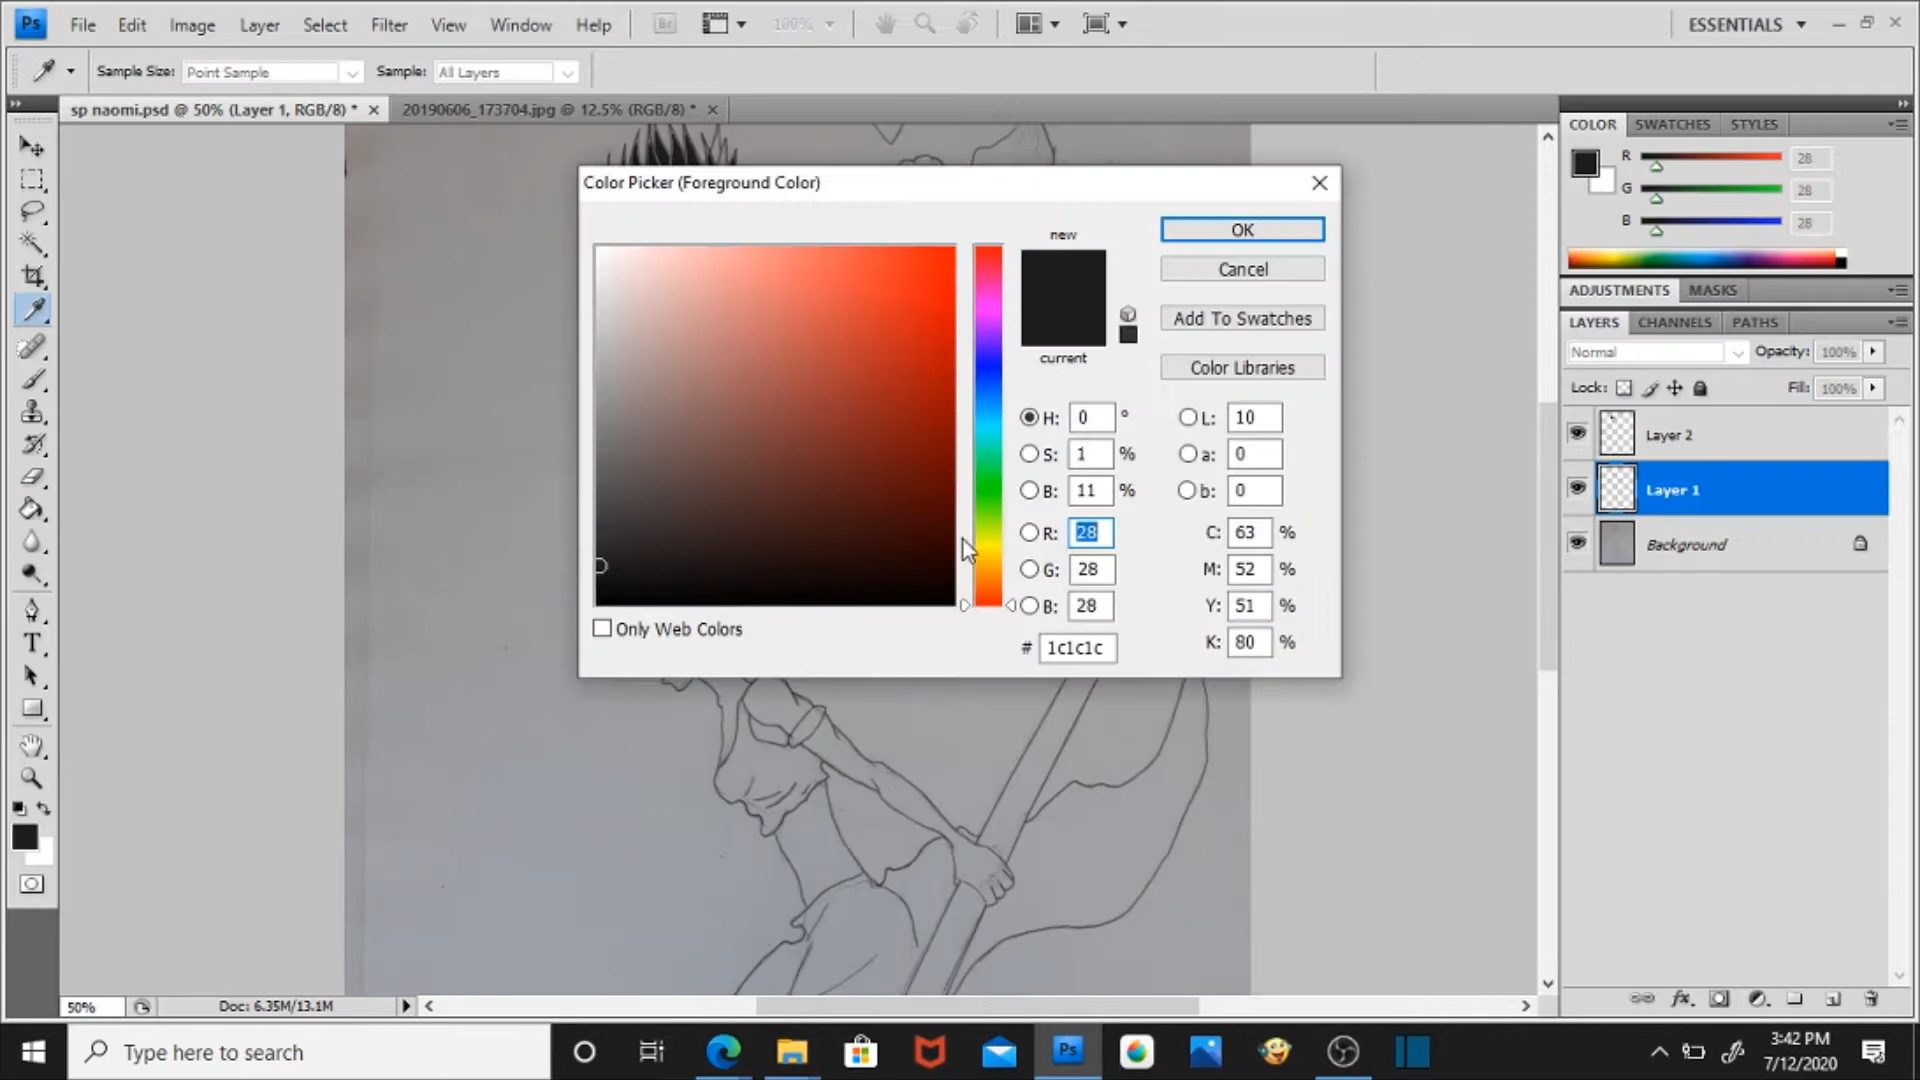 Ps File Edit Image Layer Select Filter View Window Help Br 100% ESSENTIALS
Sample Size: Point Sample Sample: All Layers
sp naomi.psd @ 50% (Layer 1, RGB/8) * 20190606_173704.jpg @ 12.5% (RGB/8) *
COLOR SWATCHES STYLES
R 28
G 28
B 28
ADJUSTMENTS MASKS
LAYERS CHANNELS PATHS
Normal Opacity: 100%
Lock: Fill: 100%
Layer 2
Layer 1
Background
Color Picker (Foreground Color)
new
current
OK
Cancel
Add To Swatches
Color Libraries
H: 0 ° L: 10
S: 1 % a: 0
B: 11 % b: 0
R: 28 C: 63 %
G: 28 M: 52 %
B: 28 Y: 51 %
# 1c1c1c K: 80 %
Only Web Colors
T
50% Doc: 6.35M/13.1M
fx
Type here to search
Ps
3:42 PM
7/12/2020